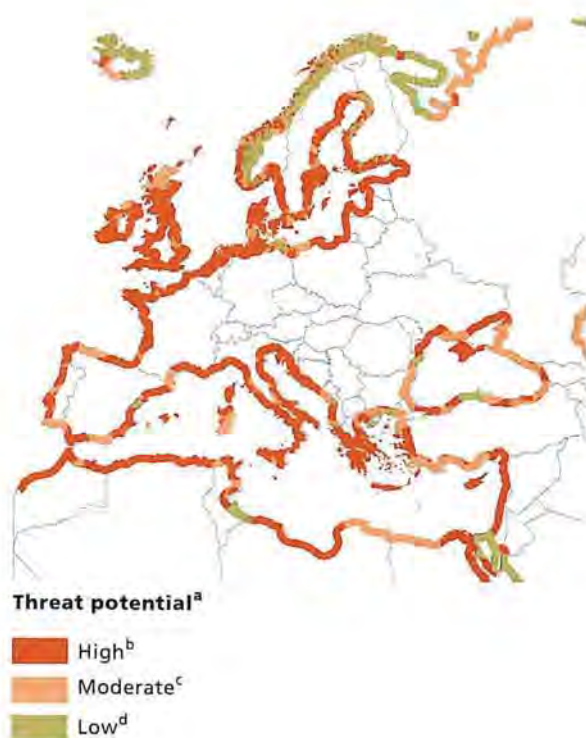 Threat potentialᵃ
Highᵇ
Moderateᶜ
Lowᵈ